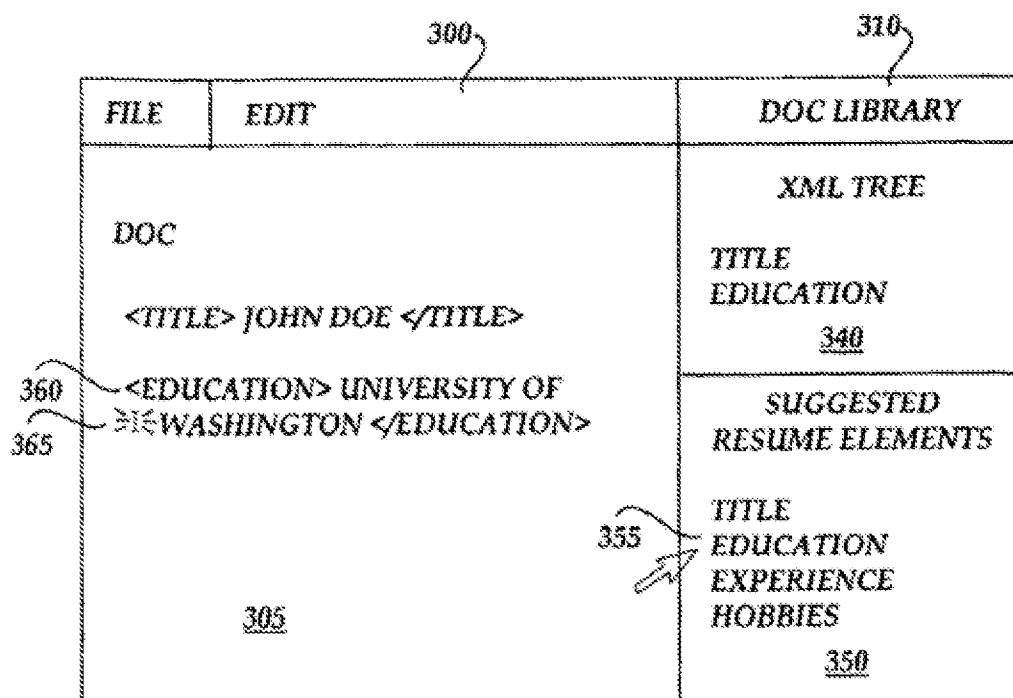 300
310
FILE
EDIT
DOC LIBRARY
DOC
<TITLE> JOHN DOE </TITLE>
360
<EDUCATION> UNIVERSITY OF
365
WASHINGTON </EDUCATION>
305
XML TREE
TITLE
EDUCATION
340
SUGGESTED
RESUME ELEMENTS
TITLE
355
EDUCATION
EXPERIENCE
HOBBIES
350